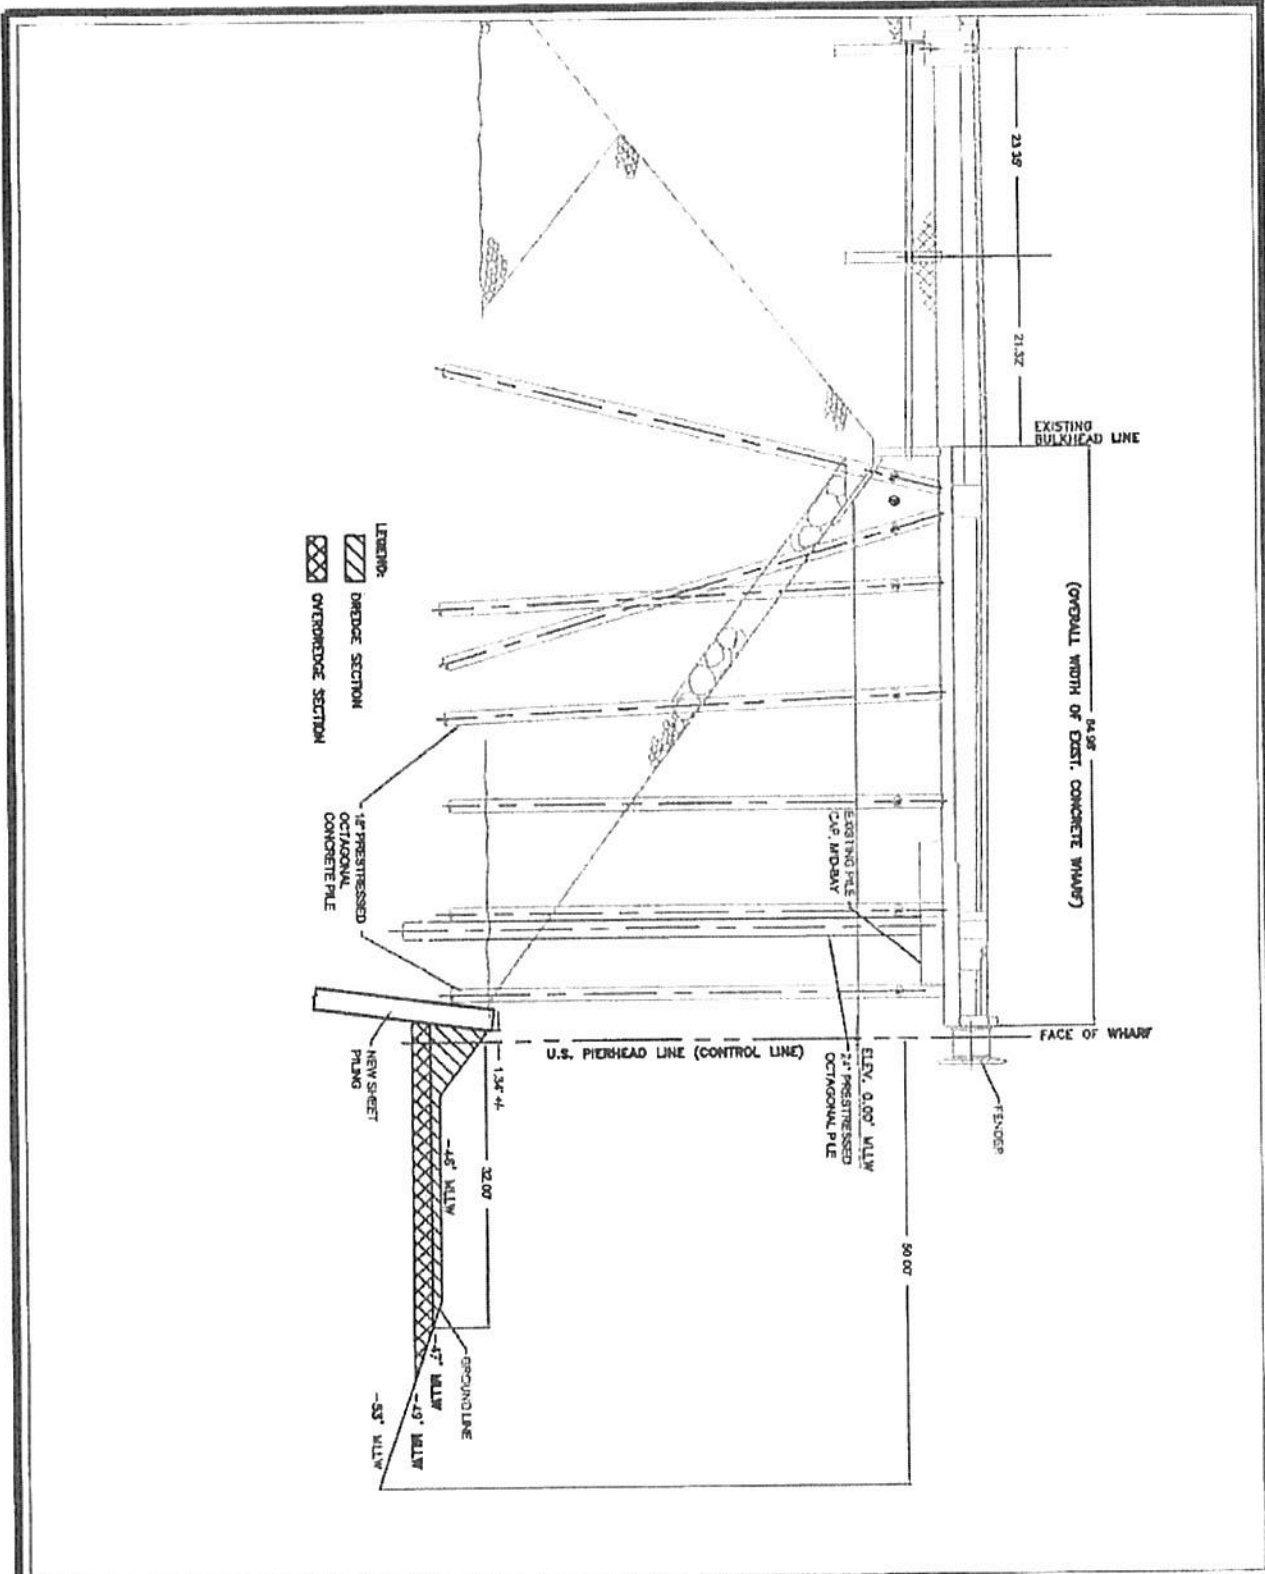 23.35'
21.32'
EXISTING
BULKHEAD LINE
84.98'
(OVERALL WIDTH OF EXIST. CONCRETE WHARF)
FACE OF WHARF
FENDER
EXISTING PILE
CAP, MID-BAY
ELEV. 0.00' MLLW
24" PRESTRESSED
OCTAGONAL PILE
U.S. PIERHEAD LINE (CONTROL LINE)
50.00'
LEGEND:
DREDGE SECTION
OVERDREDGE SECTION
18" PRESTRESSED
OCTAGONAL
CONCRETE PILE
NEW SHEET
PILING
1.34' +/-
32.00'
MLLW
GROUND LINE
-47' MLLW
-49' MLLW
-53' MLLW